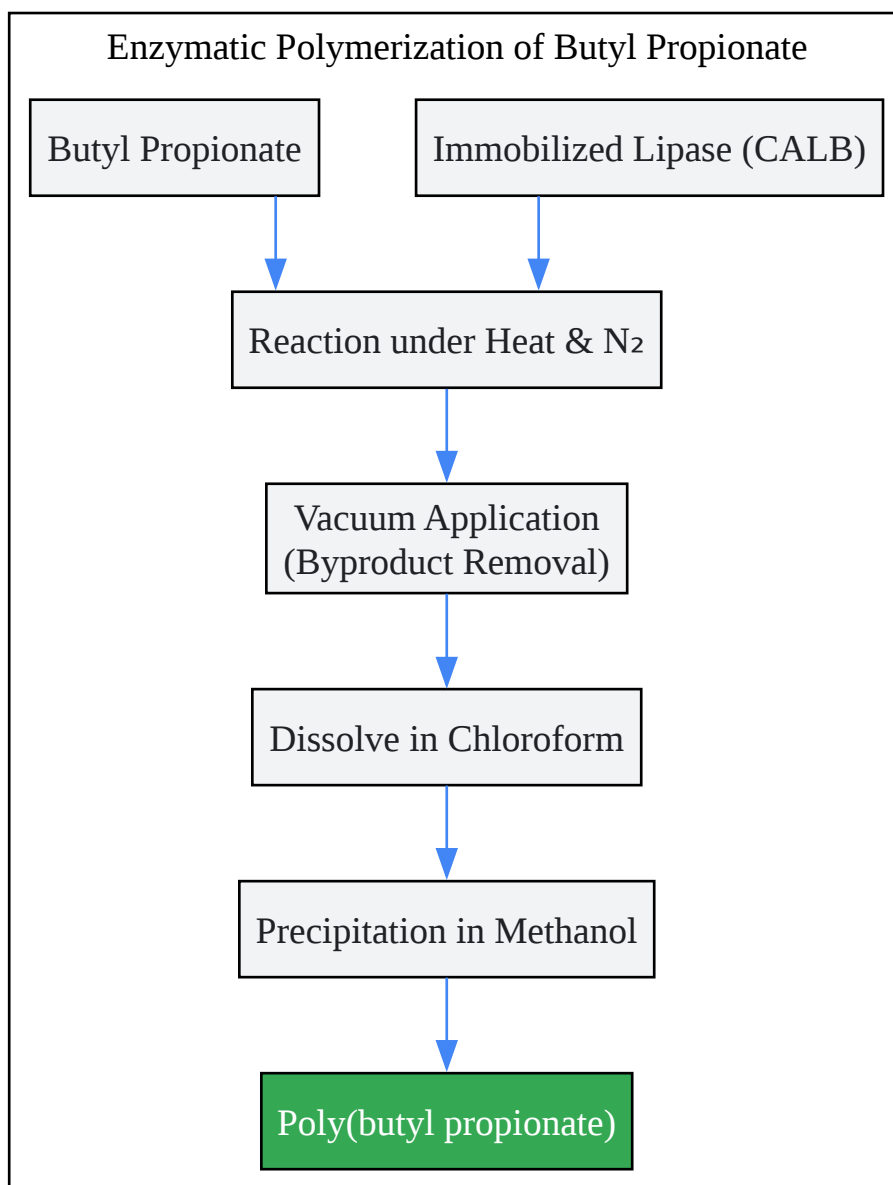 Enzymatic Polymerization of Butyl Propionate
Butyl Propionate
Immobilized Lipase (CALB)
Reaction under Heat & N₂
Vacuum Application
(Byproduct Removal)
Dissolve in Chloroform
Precipitation in Methanol
Poly(butyl propionate)